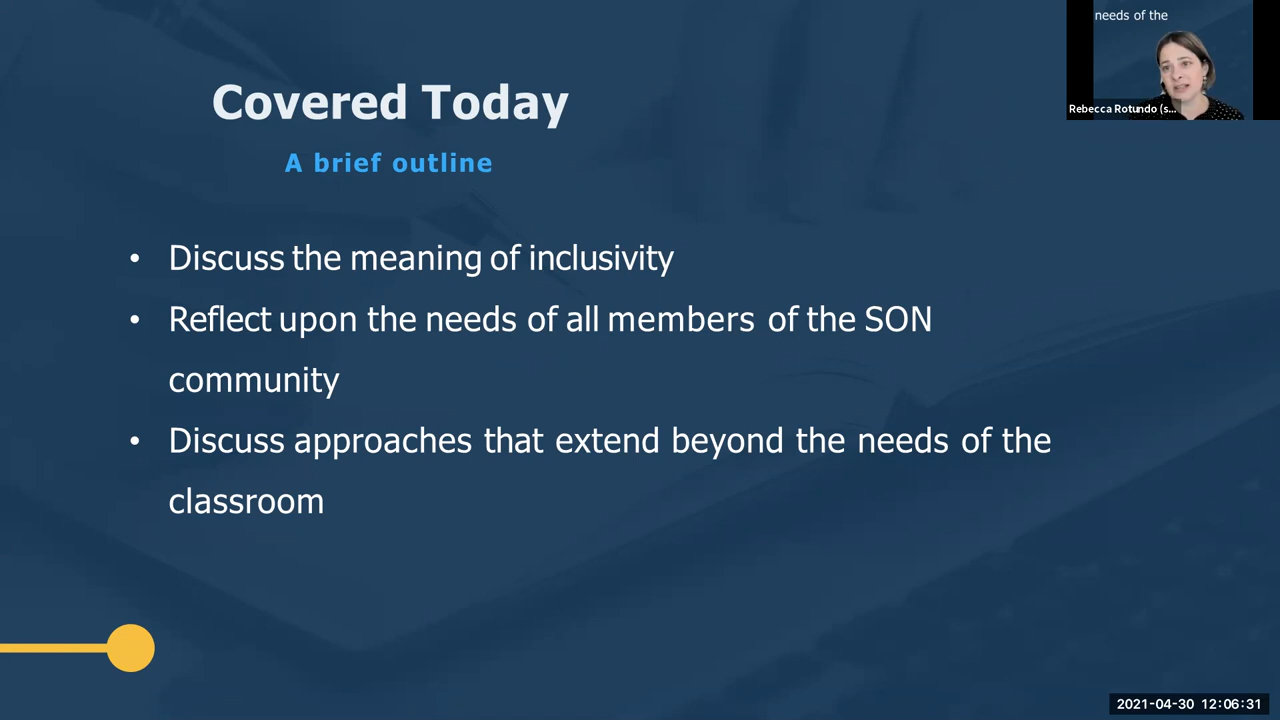 needs of the
Rebecca Rotundo (s...
Covered Today
A brief outline
• Discuss the meaning of inclusivity
• Reflect upon the needs of all members of the SON
community
• Discuss approaches that extend beyond the needs of the
classroom
2021-04-30 12:06:31